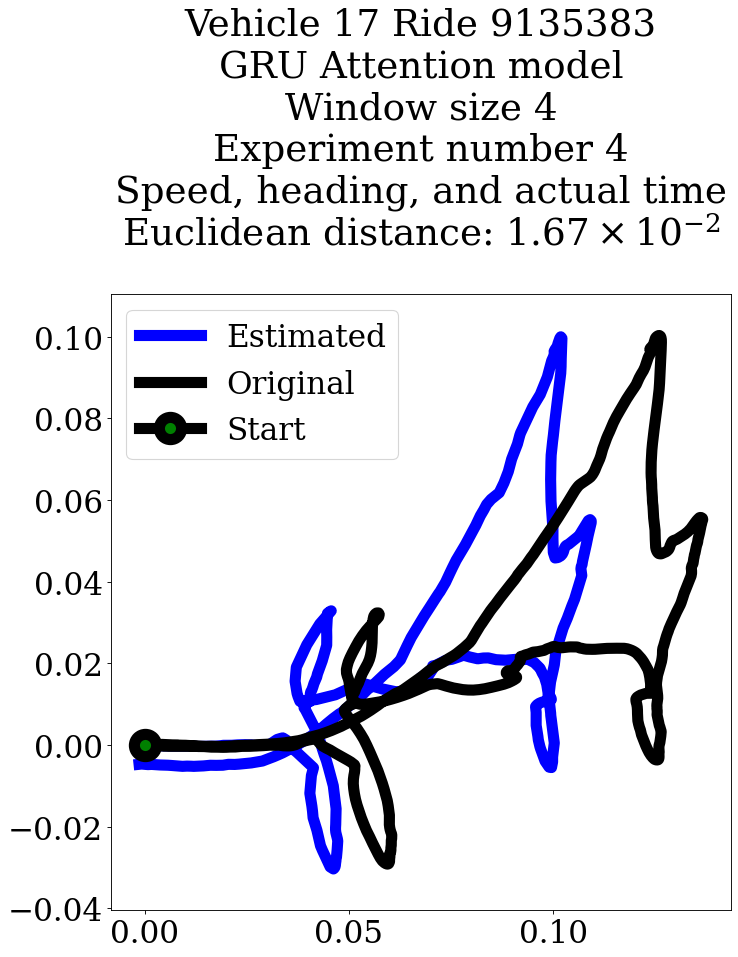 Vehicle 17 Ride 9135383
GRU Attention model
Window size 4
Experiment number 4
Speed, heading, and actual time
Euclidean distance: 1.67 × 10⁻²
Estimated
Original
Start
0.10
0.08
0.06
0.04
0.02
0.00
−0.02
−0.04
0.00 0.05 0.10